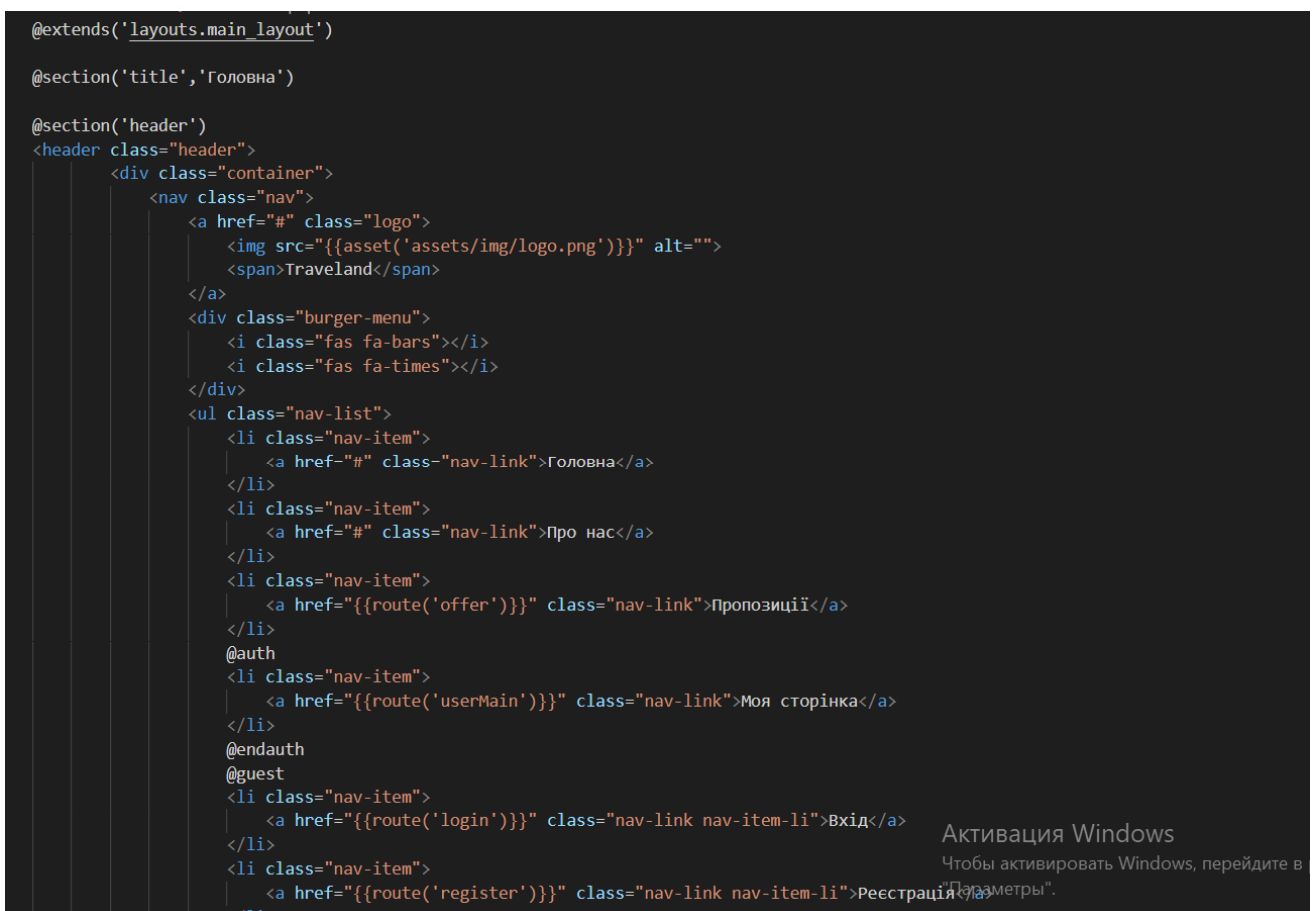 @extends('layouts.main_layout')
@section('title','Головна')
@section('header')
<header class="header">
<div class="container">
<nav class="nav">
<a href="#" class="logo">
<img src="{{asset('assets/img/logo.png')}}" alt="">
<span>Traveland</span>
</a>
<div class="burger-menu">
<i class="fas fa-bars"></i>
<i class="fas fa-times"></i>
</div>
<ul class="nav-list">
<li class="nav-item">
<a href="#" class="nav-link">Головна</a>
</li>
<li class="nav-item">
<a href="#" class="nav-link">Про нас</a>
</li>
<li class="nav-item">
<a href="{{route('offer')}}" class="nav-link">Пропозиції</a>
</li>
@auth
<li class="nav-item">
<a href="{{route('userMain')}}" class="nav-link">Моя сторінка</a>
</li>
@endauth
@guest
<li class="nav-item">
<a href="{{route('login')}}" class="nav-link nav-item-li">Вхід</a>
</li>
<li class="nav-item">
<a href="{{route('register')}}" class="nav-link nav-item-li">Реєстрація</a>
Активация Windows
Чтобы активировать Windows, перейдите в
"Параметры".